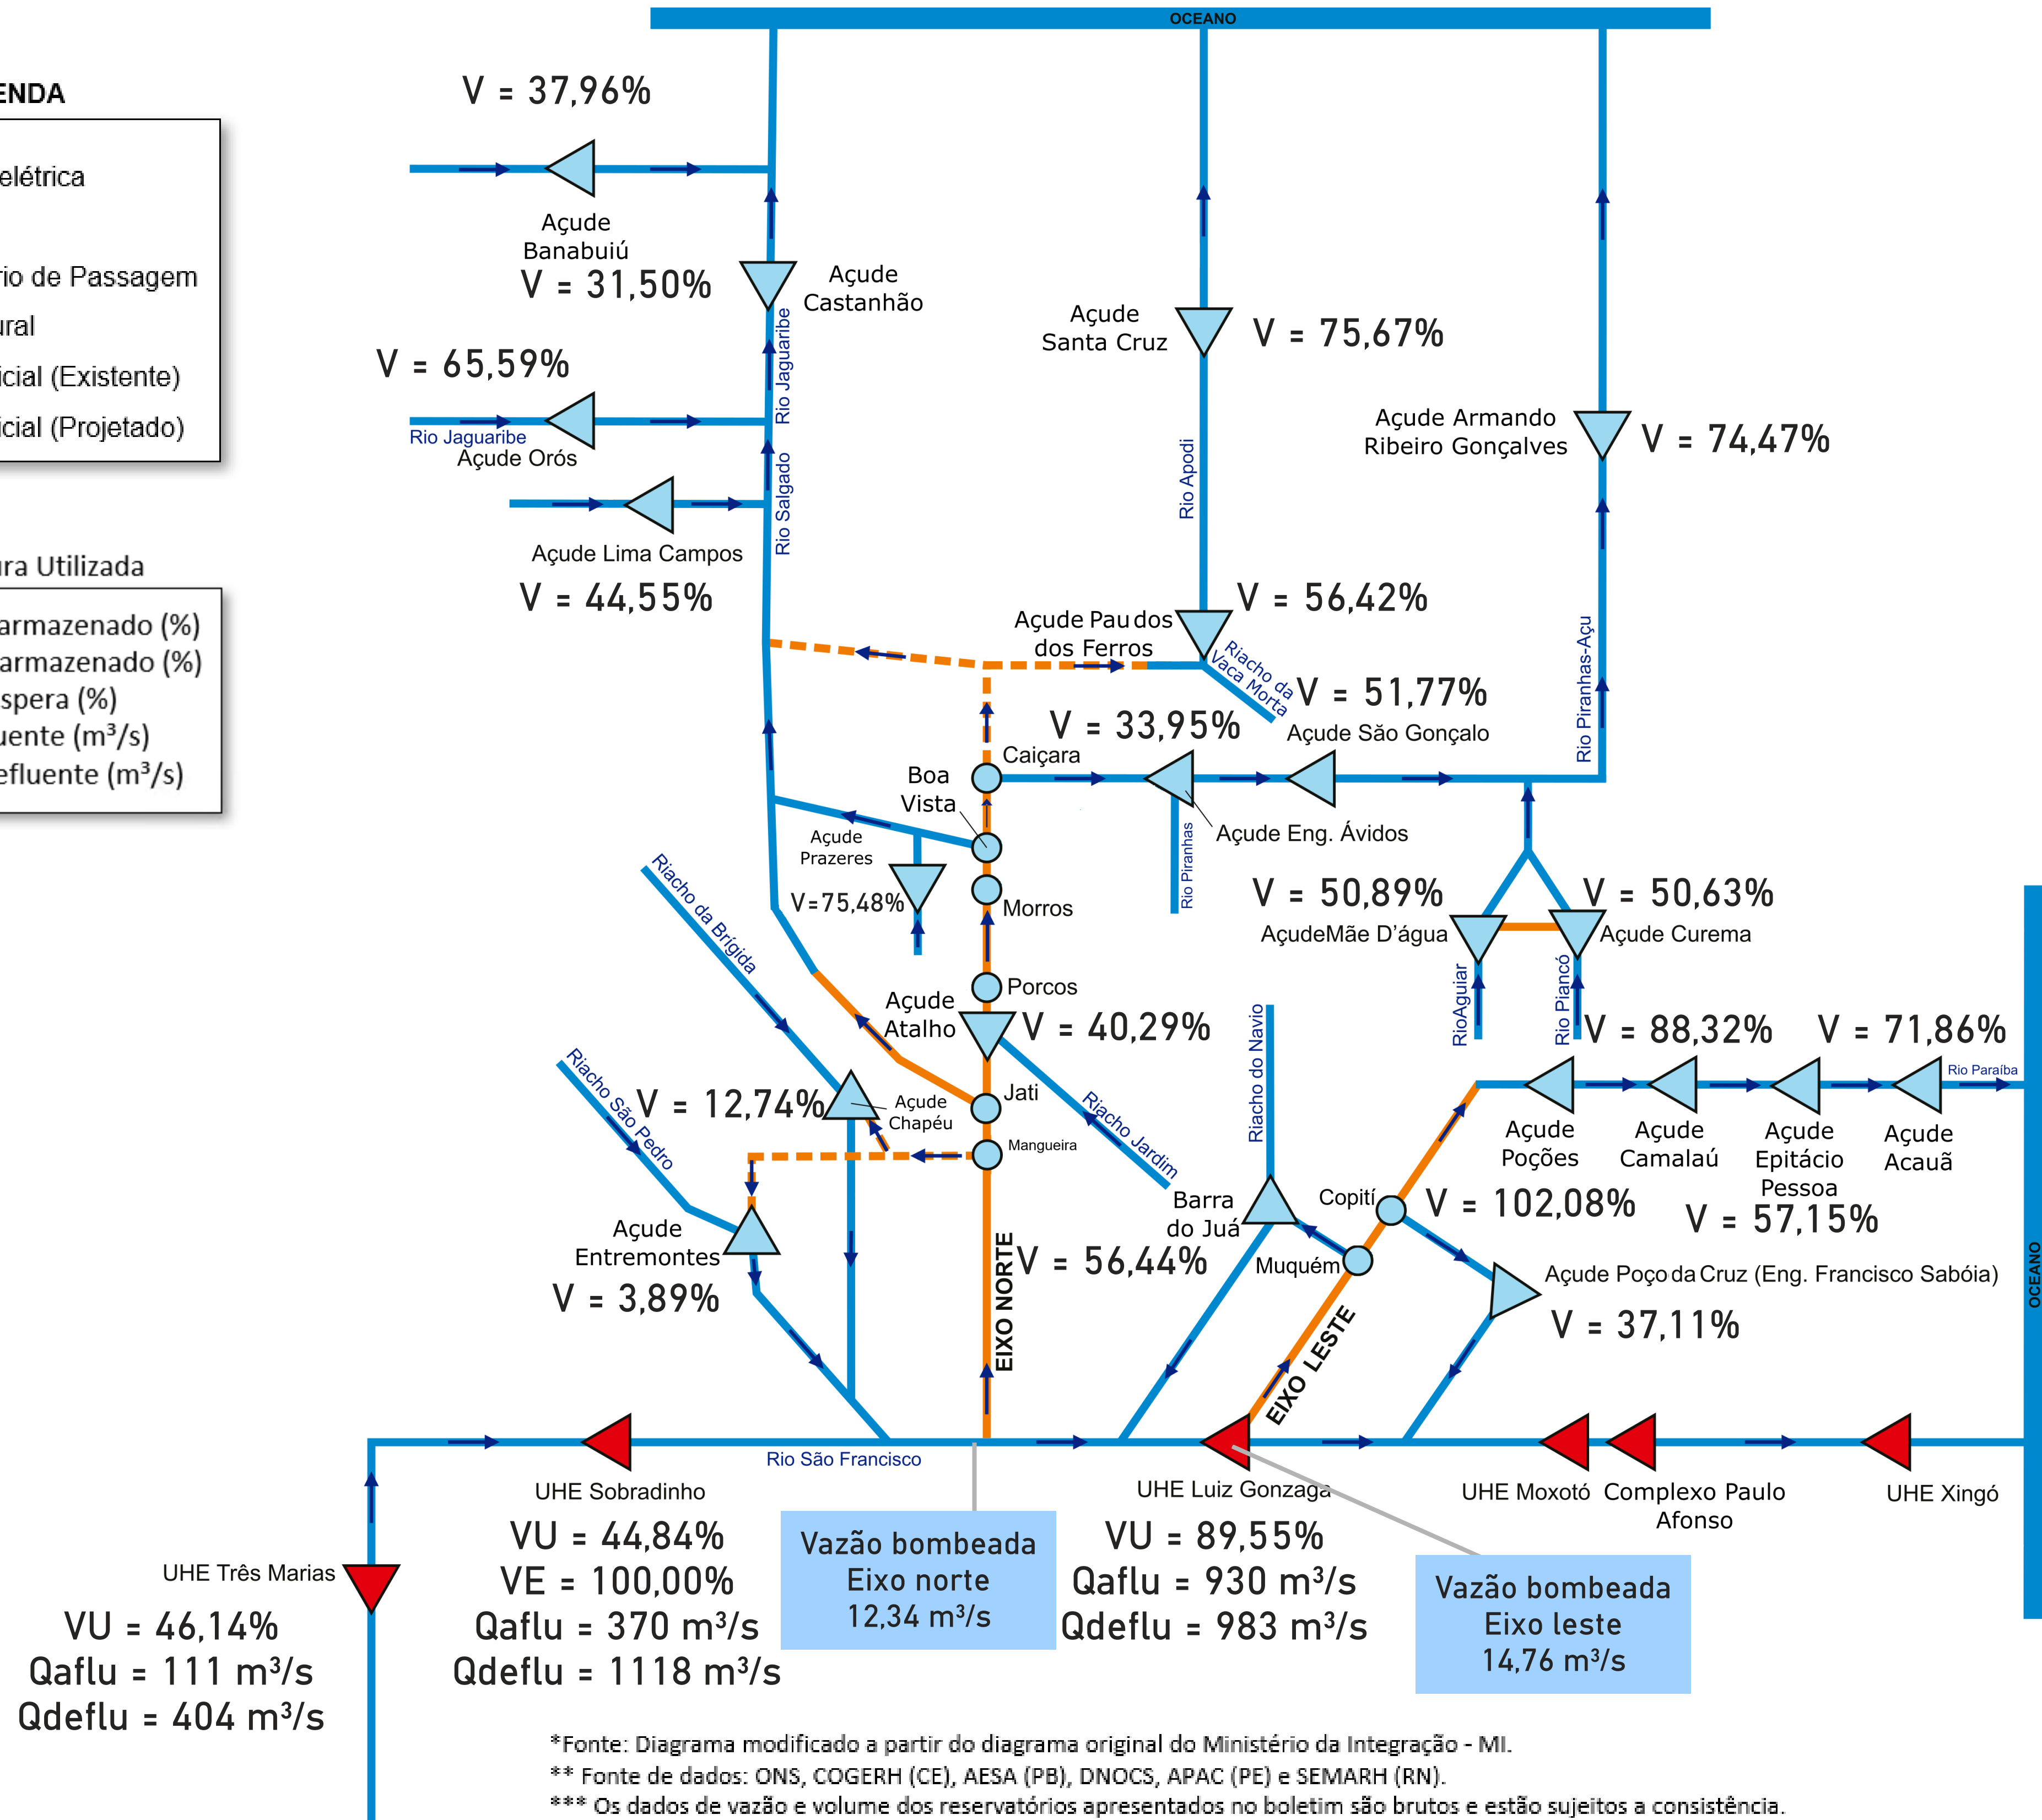 OCEANO
ENDA
elétrica
rio de Passagem
ural
icial (Existente)
icial (Projetado)
ura Utilizada
armazenado (%)
armazenado (%)
spera (%)
uente (m³/s)
efluente (m³/s)
V = 37,96%
Açude
Banabuiú
V = 31,50%
Açude
Castanhão
Rio Jaguaribe
V = 65,59%
Rio Jaguaribe
Açude Orós
Rio Salgado
Açude Lima Campos
V = 44,55%
Açude
Santa Cruz
V = 75,67%
Rio Apodi
Açude Armando
Ribeiro Gonçalves
V = 74,47%
Rio Piranhas-Açu
Açude Pau dos
dos Ferros
V = 56,42%
Riacho da
Vaca Morta
V = 51,77%
Açude São Gonçalo
V = 33,95%
Caiçara
Boa
Vista
Açude Eng. Ávidos
Rio Piranhas
Açude
Prazeres
V=75,48%
Morros
V = 50,89%
AçudeMãe D'água
V = 50,63%
Açude Curema
RioAguiar
Rio Piancó
Riacho da Brígida
Porcos
Açude
Atalho
V = 40,29%
Riacho do Navio
V = 88,32%
V = 71,86%
Rio Paraíba
Riacho São Pedro
V = 12,74%
Açude
Chapéu
Jati
Mangueira
Riacho Jardim
Açude
Poções
Açude
Camalaú
Açude
Epitácio
Pessoa
Açude
Acauã
V = 102,08%
V = 57,15%
Barra
do Juá
Copití
Muquém
V = 56,44%
Açude
Entremontes
V = 3,89%
EIXO NORTE
EIXO LESTE
Açude Poço da Cruz (Eng. Francisco Sabóia)
V = 37,11%
OCEANO
Rio São Francisco
UHE Sobradinho
VU = 44,84%
VE = 100,00%
Qaflu = 370 m³/s
Qdeflu = 1118 m³/s
Vazão bombeada
Eixo norte
12,34 m³/s
UHE Luiz Gonzaga
VU = 89,55%
Qaflu = 930 m³/s
Qdeflu = 983 m³/s
Vazão bombeada
Eixo leste
14,76 m³/s
UHE Moxotó
Complexo Paulo
Afonso
UHE Xingó
UHE Três Marias
VU = 46,14%
Qaflu = 111 m³/s
Qdeflu = 404 m³/s
*Fonte: Diagrama modificado a partir do diagrama original do Ministério da Integração - MI.
** Fonte de dados: ONS, COGERH (CE), AESA (PB), DNOCS, APAC (PE) e SEMARH (RN).
*** Os dados de vazão e volume dos reservatórios apresentados no boletim são brutos e estão sujeitos a consistência.